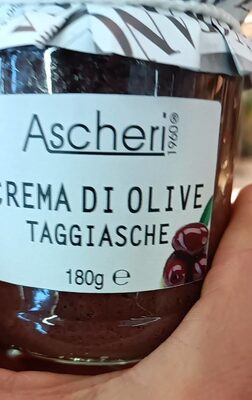 Ascheri
1960®
CREMA DI OLIVE
TAGGIASCHE
180g ℮